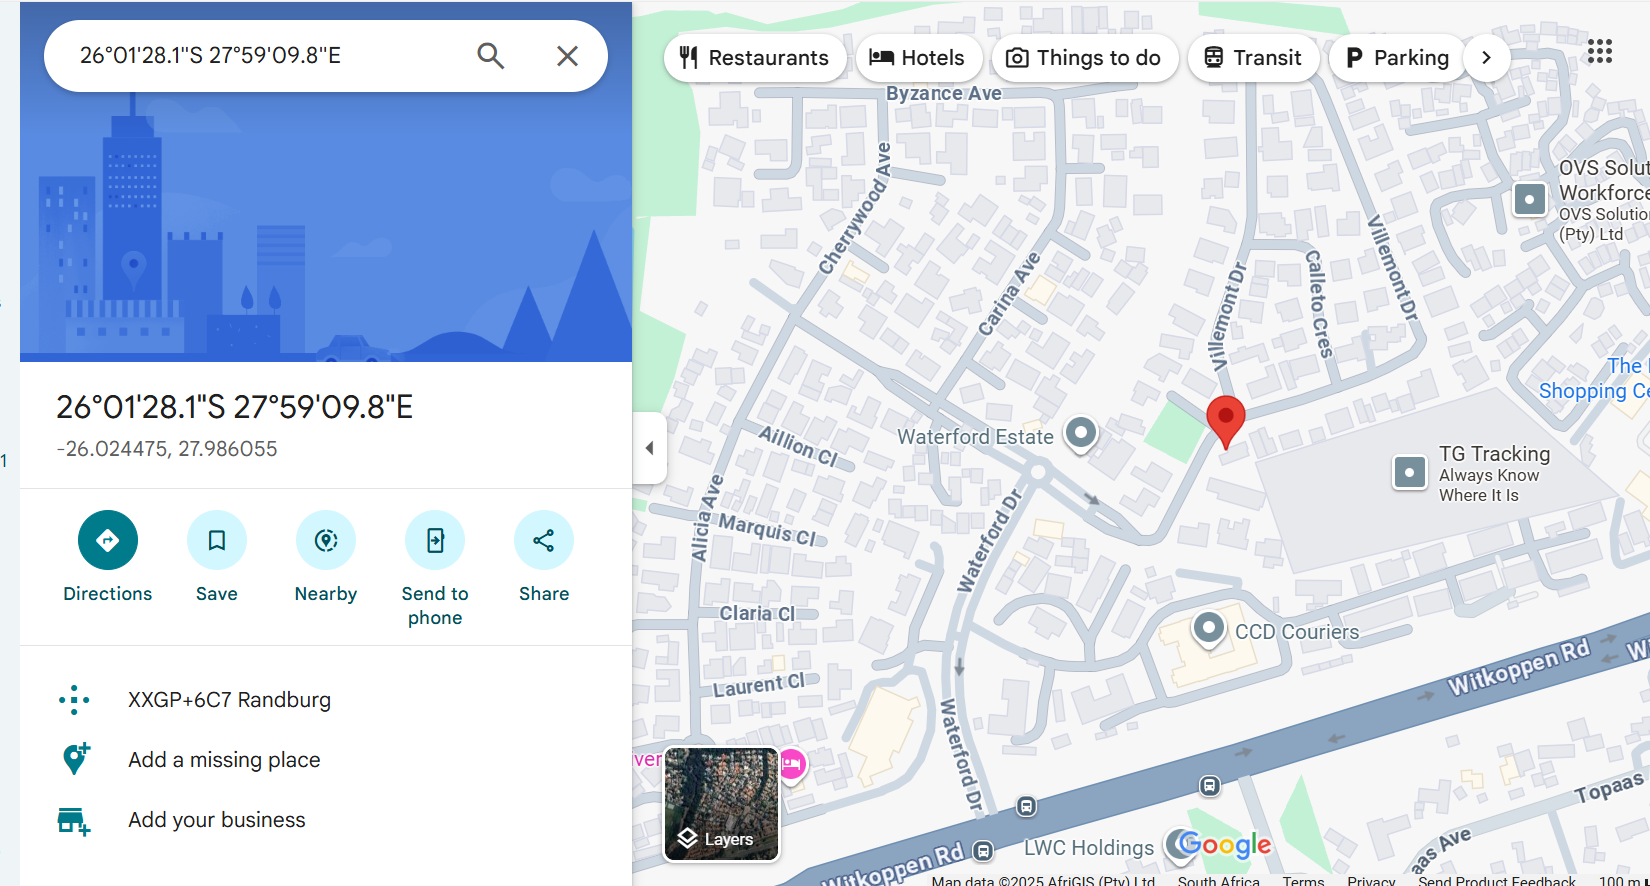 26°01'28.1"S 27°59'09.8"E
Restaurants
Hotels
Things to do
Transit
Parking
26°01'28.1"S 27°59'09.8"E
-26.024475, 27.986055
Directions
Save
Nearby
Send to
phone
Share
XXGP+6C7 Randburg
Add a missing place
Add your business
1
Byzance Ave
Cherrywood Ave
Carina Ave
Villemont Dr
Calleto Cres
Villemont Dr
OVS Solut
Workforce
OVS Solutio
(Pty) Ltd
The
Shopping Ce
Waterford Estate
TG Tracking
Always Know
Where It Is
Aillion Cl
Alicia Ave
Marquis Cl
Waterford Dr
Claria Cl
CCD Couriers
Laurent Cl
Witkoppen Rd
Wi
ver
Waterford Dr
Topaas
aas Ave
Layers
LWC Holdings
Google
Witkoppen Rd
Map data ©2025 AfriGIS (Pty) Ltd
South Africa
Terms
Privacy
Send Product Feedback
100 m